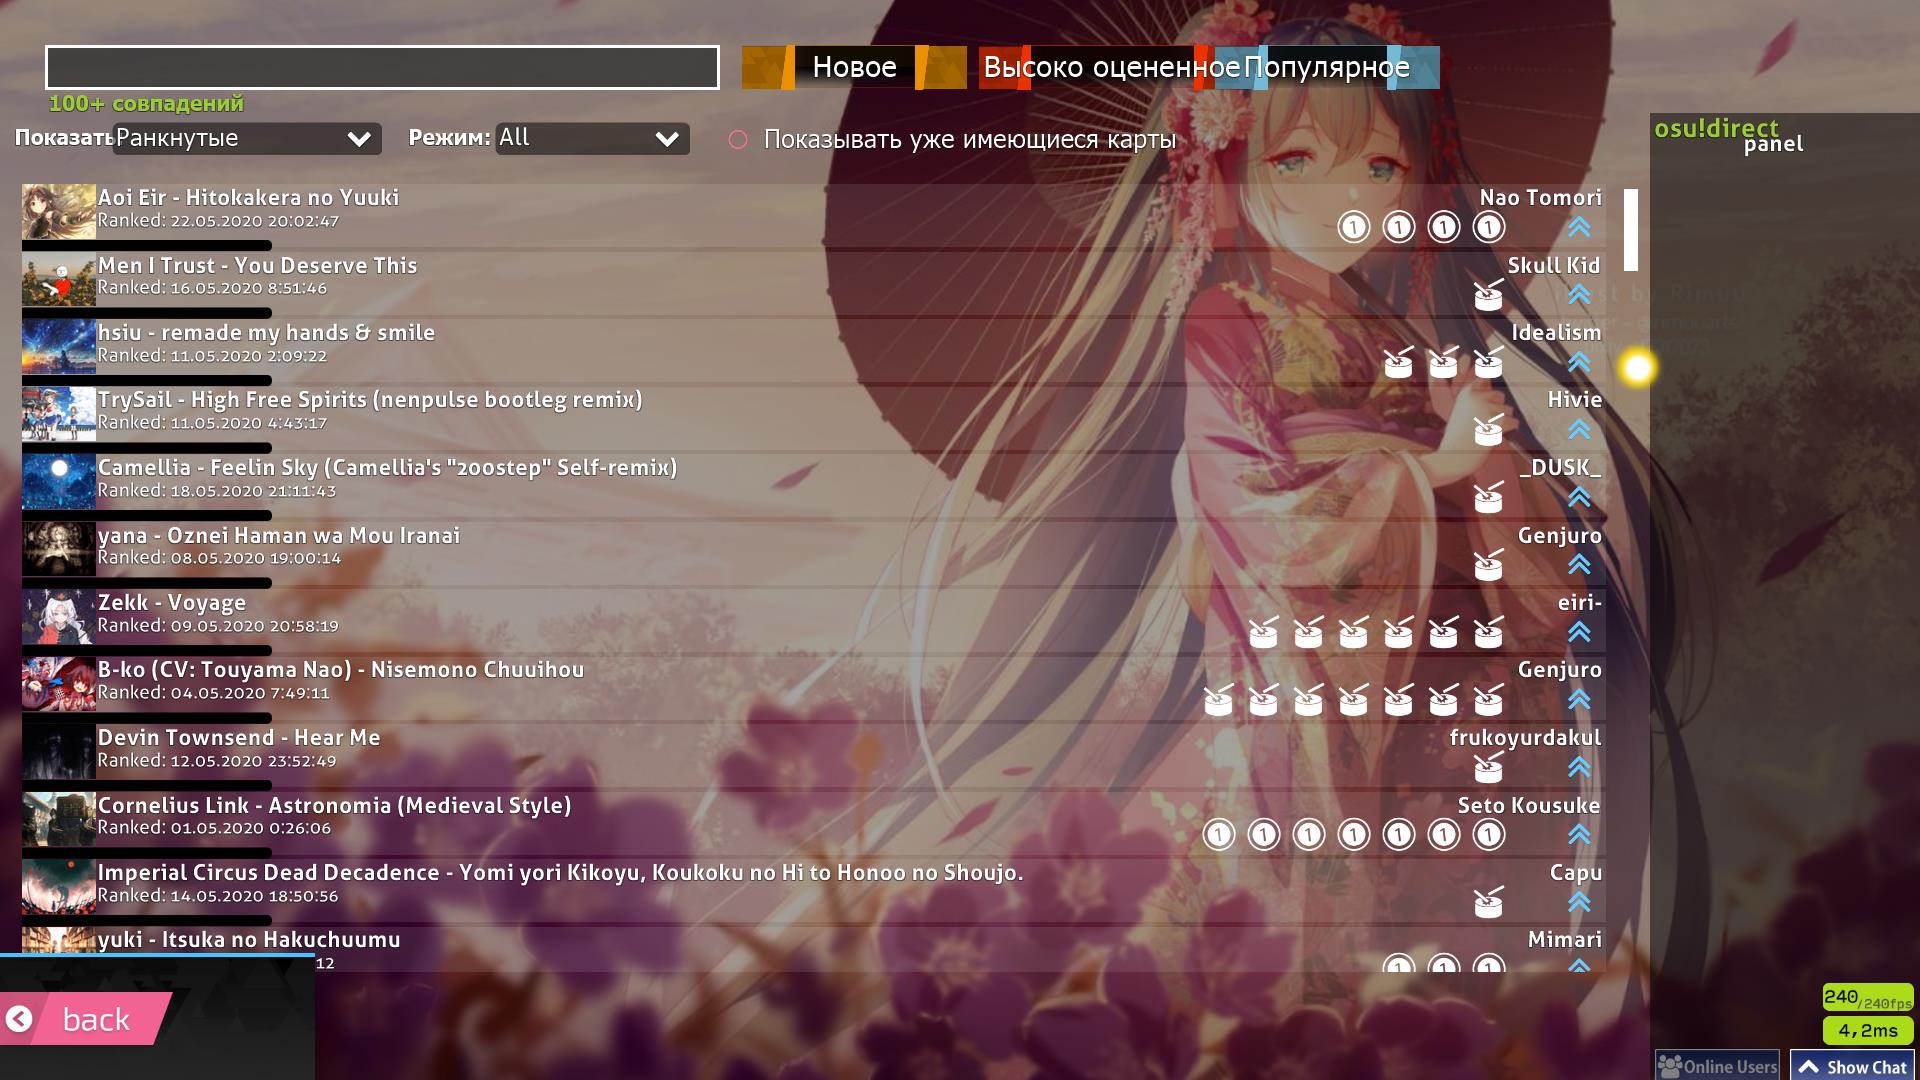 Новое
Высоко оцененное
Популярное
100+ совпадений
Показать
Ранкнутые
Режим: All
Показывать уже имеющиеся карты
osu!direct
panel
Aoi Eir - Hitokakera no Yuuki
Nao Tomori
Ranked: 22.05.2020 20:02:47
Men I Trust - You Deserve This
Skull Kid
Ranked: 16.05.2020 8:51:46
hsiu - remade my hands & smile
Idealism
Ranked: 11.05.2020 2:09:22
TrySail - High Free Spirits (nenpulse bootleg remix)
Hivie
Ranked: 11.05.2020 4:43:17
Camellia - Feelin Sky (Camellia's "200step" Self-remix)
_DUSK_
Ranked: 18.05.2020 21:11:43
yana - Oznei Haman wa Mou Iranai
Genjuro
Ranked: 08.05.2020 19:00:14
Zekk - Voyage
eiri-
Ranked: 09.05.2020 20:58:19
B-ko (CV: Touyama Nao) - Nisemono Chuuihou
Genjuro
Ranked: 04.05.2020 7:49:11
Devin Townsend - Hear Me
frukoyurdakul
Ranked: 12.05.2020 23:52:49
Cornelius Link - Astronomia (Medieval Style)
Seto Kousuke
Ranked: 01.05.2020 0:26:06
Imperial Circus Dead Decadence - Yomi yori Kikoyu, Koukoku no Hi to Honoo no Shoujo.
Capu
Ranked: 14.05.2020 18:50:56
yuki - Itsuka no Hakuchuumu
Mimari
12
back
240/240fps
4,2ms
Online Users
Show Chat